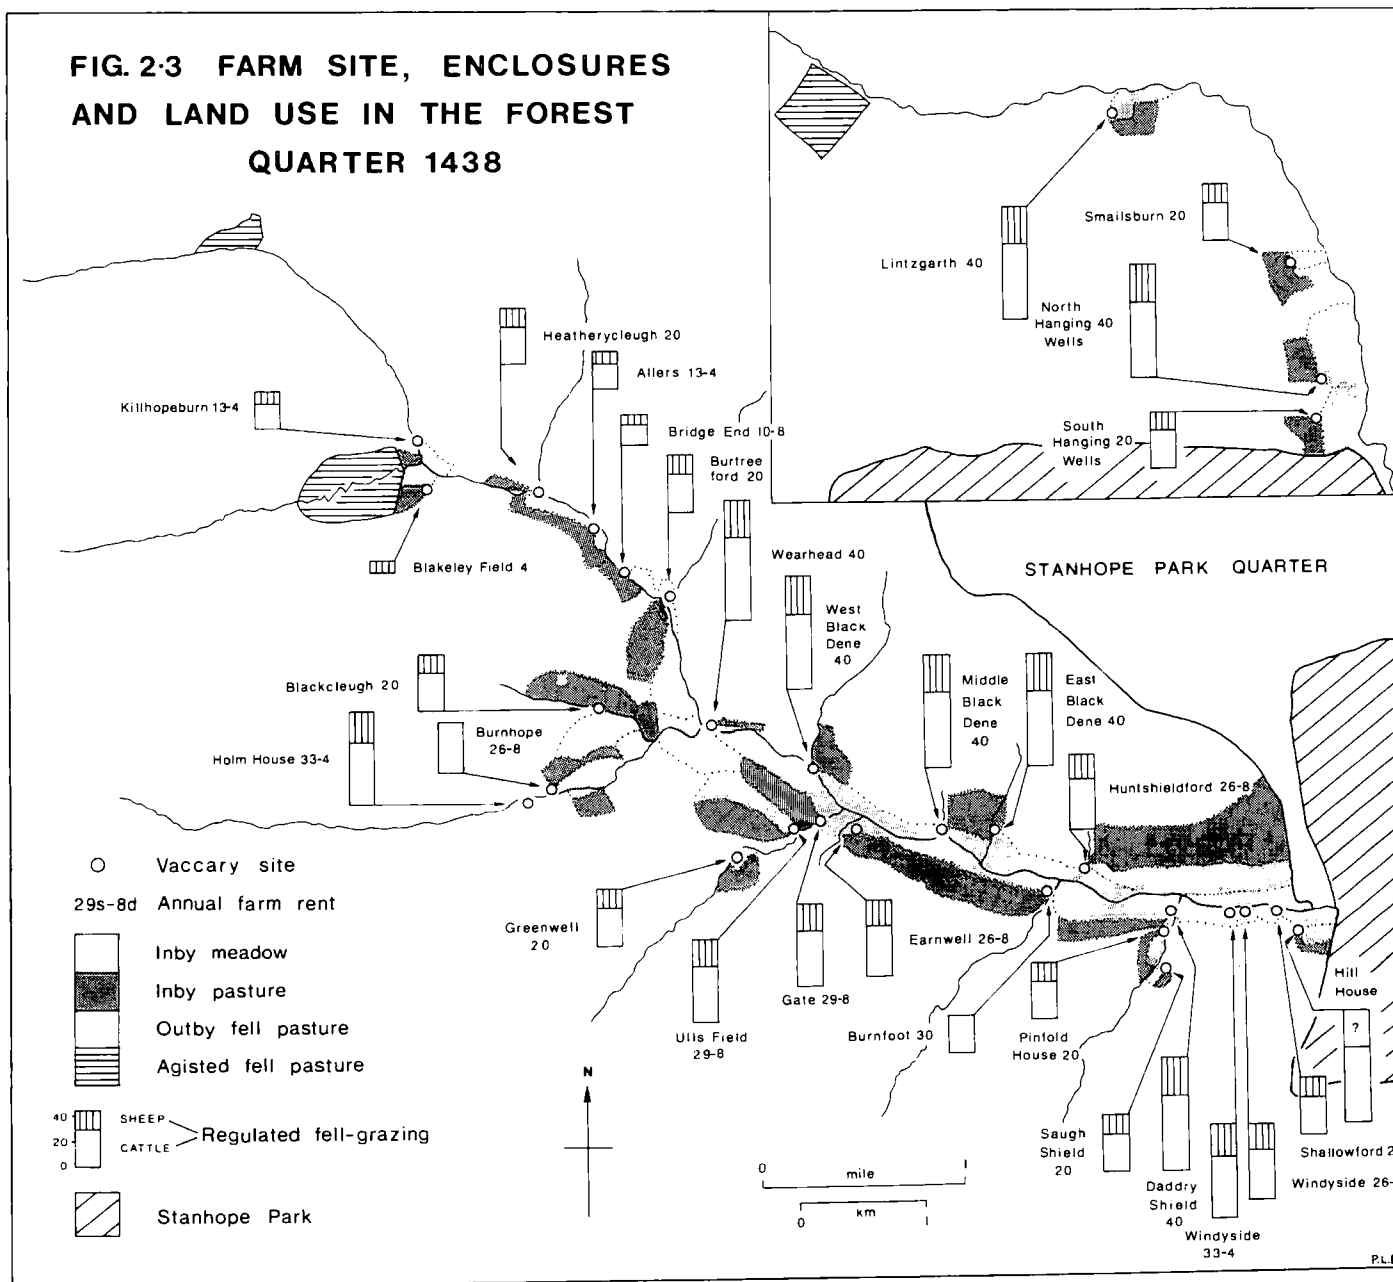 FIG. 2·3 FARM SITE, ENCLOSURES
AND LAND USE IN THE FOREST
QUARTER 1438
Lintzgarth 40
Smailsburn 20
North
Hanging 40
Wells
South
Hanging 20
Wells
Heatherycleugh 20
Allers 13-4
Killhopeburn 13-4
Bridge End 10-8
Burtree
ford 20
Blakeley Field 4
Wearhead 40
STANHOPE PARK QUARTER
West
Black
Dene
40
Middle
Black
Dene
40
East
Black
Dene 40
Blackcleugh 20
Burnhope
26-8
Holm House 33-4
Huntshieldford 26-8
Greenwell
20
Ulls Field
29-8
Gate 29-8
Earnwell 26-8
Burnfoot 30
Pinfold
House 20
Hill
House
?
Saugh
Shield
20
Daddry
Shield
40
Windyside
33-4
Shallowford 2
Windyside 26-
Vaccary site
29s-8d Annual farm rent
Inby meadow
Inby pasture
Outby fell pasture
Agisted fell pasture
40
20
0
SHEEP
CATTLE
Regulated fell-grazing
Stanhope Park
N
0 mile 1
0 km 1